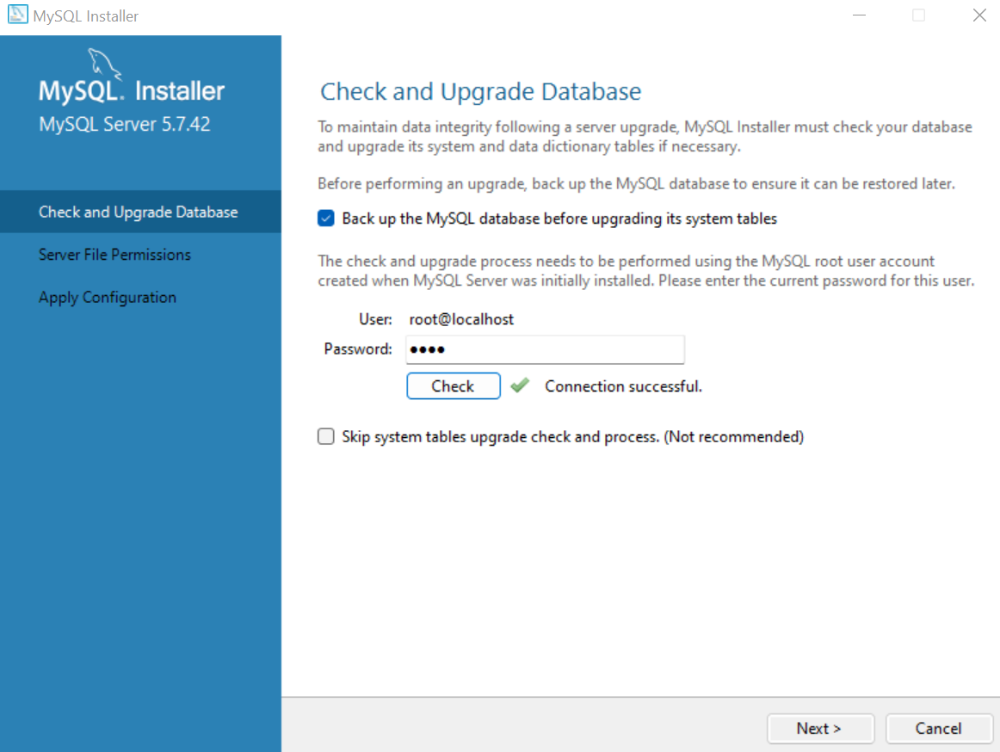 MySQL Installer
MySQL. Installer
MySQL Server 5.7.42
Check and Upgrade Database
Server File Permissions
Apply Configuration
Check and Upgrade Database
To maintain data integrity following a server upgrade, MySQL Installer must check your database
and upgrade its system and data dictionary tables if necessary.
Before performing an upgrade, back up the MySQL database to ensure it can be restored later.
Back up the MySQL database before upgrading its system tables
The check and upgrade process needs to be performed using the MySQL root user account
created when MySQL Server was initially installed. Please enter the current password for this user.
User: root@localhost
Password: ••••
Check Connection successful.
Skip system tables upgrade check and process. (Not recommended)
Next > Cancel